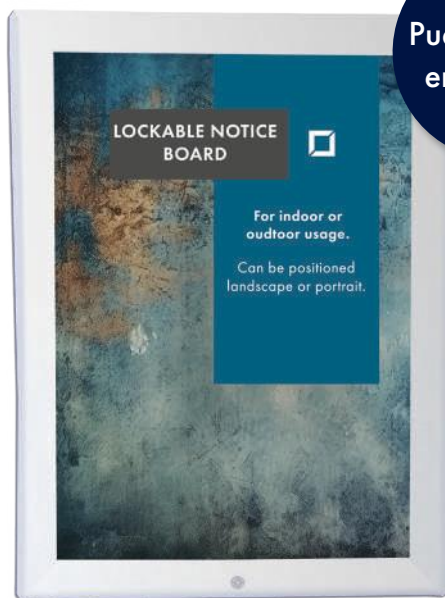 LOCKABLE NOTICE
BOARD
For indoor or
oudtoor usage.
Can be positioned
landscape or portrait.